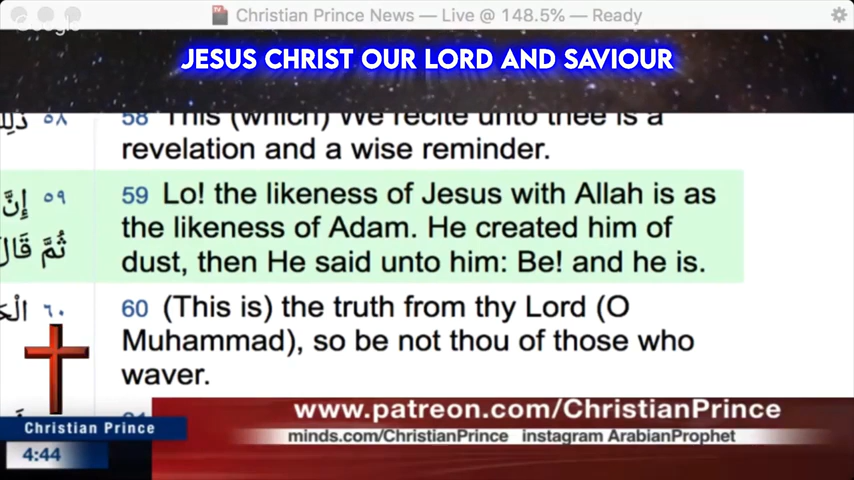 Christian Prince News — Live @ 148.5% — Ready
JESUS CHRIST OUR LORD AND SAVIOUR
٥٨
58 This (which) We recite unto thee is a
revelation and a wise reminder.
إِنَّ ٥٩
59 Lo! the likeness of Jesus with Allah is as
the likeness of Adam. He created him of
ثُمَّ قَالَ
dust, then He said unto him: Be! and he is.
٦٠
60 (This is) the truth from thy Lord (O
Muhammad), so be not thou of those who
waver.
www.patreon.com/ChristianPrince
Christian Prince
minds.com/ChristianPrince instagram ArabianProphet
4:44